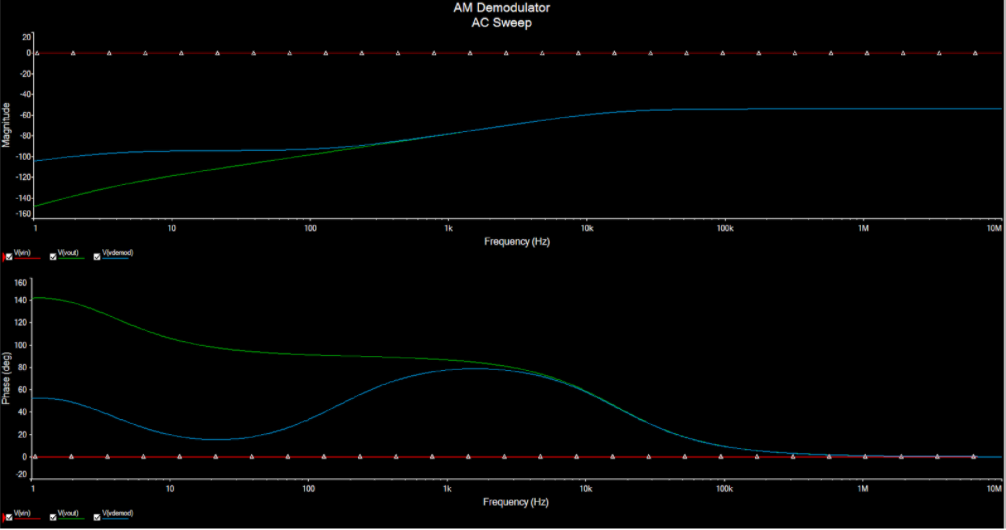 AM Demodulator
AC Sweep
20
0
-20
-40
-60
-80
-100
-120
-140
-160
Magnitude
1 10 100 1k 10k 100k 1M 10M
Frequency (Hz)
V(vin) V(vout) V(vdemod)
160
140
120
100
80
60
40
20
0
-20
Phase (deg)
1 10 100 1k 10k 100k 1M 10M
Frequency (Hz)
V(vin) V(vout) V(vdemod)